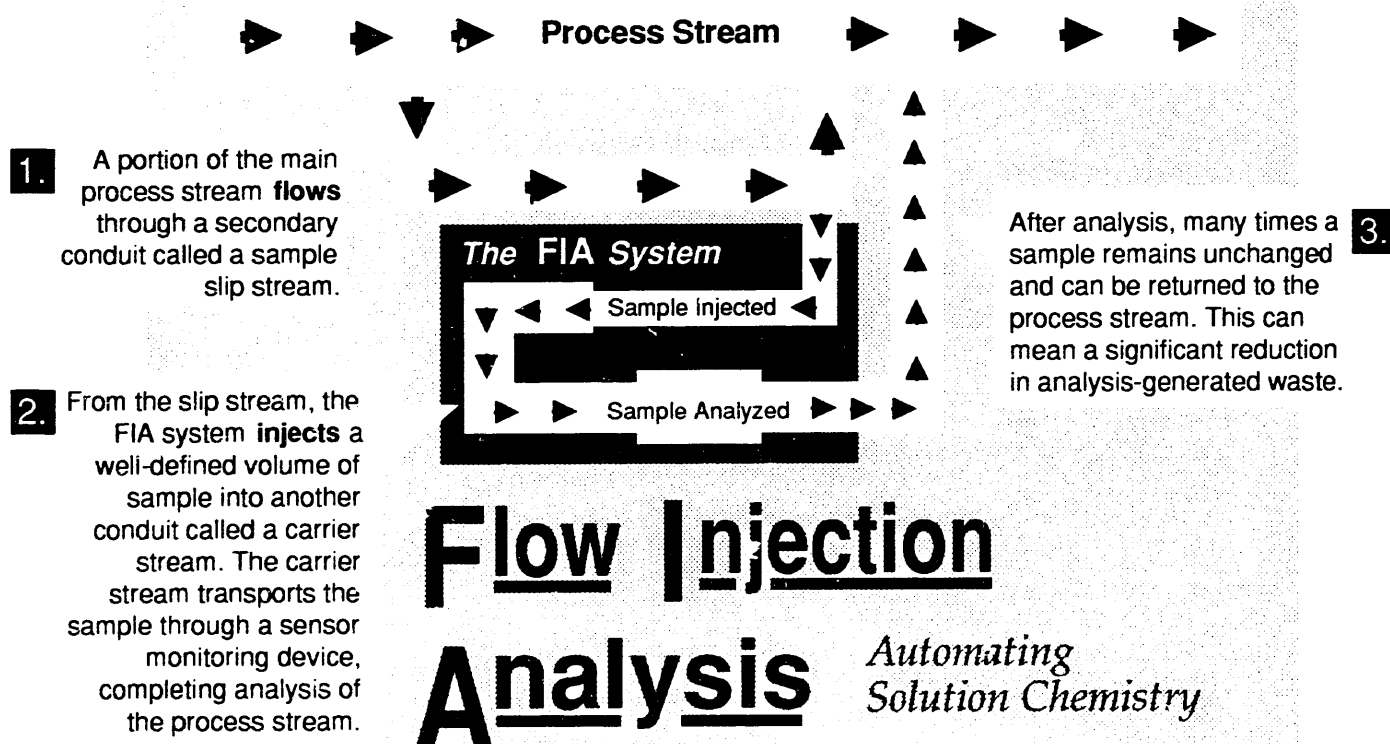 Process Stream
1.
A portion of the main
process stream flows
through a secondary
conduit called a sample
slip stream.
The FIA System
Sample Injected
Sample Analyzed
2.
From the slip stream, the
FIA system injects a
well-defined volume of
sample into another
conduit called a carrier
stream. The carrier
stream transports the
sample through a sensor
monitoring device,
completing analysis of
the process stream.
3.
After analysis, many times a
sample remains unchanged
and can be returned to the
process stream. This can
mean a significant reduction
in analysis-generated waste.
Flow Injection
Analysis
Automating
Solution Chemistry